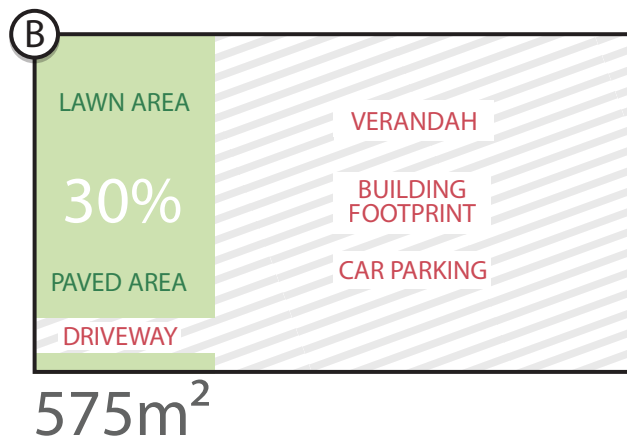 B
LAWN AREA
VERANDAH
30%
BUILDING
FOOTPRINT
PAVED AREA
CAR PARKING
DRIVEWAY
575m²